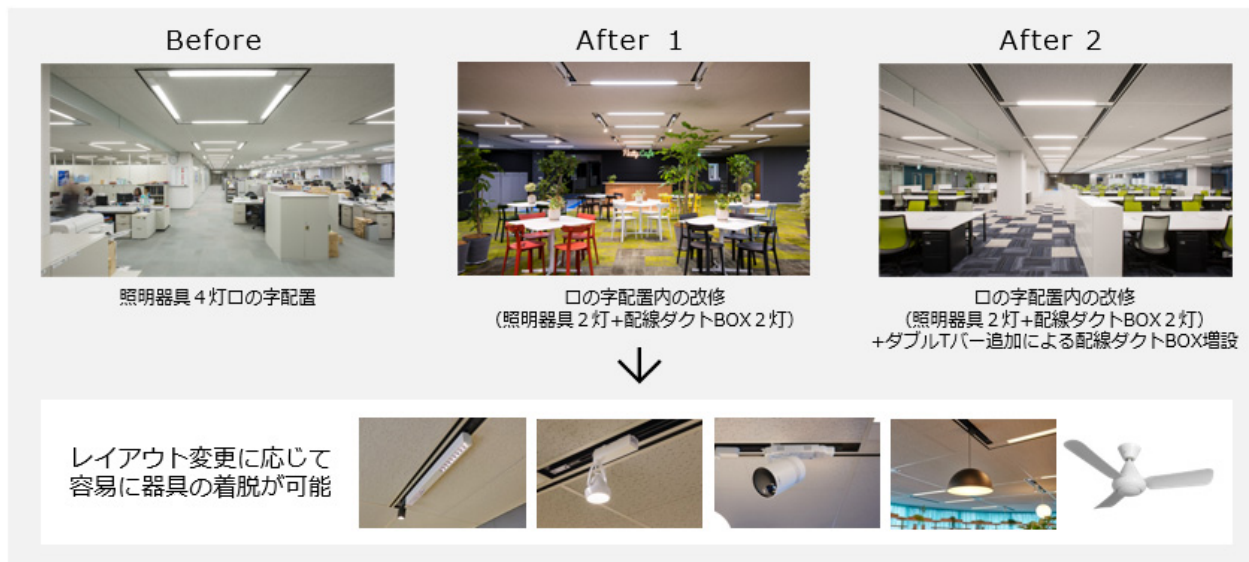 Before
After 1
After 2
照明器具４灯ロの字配置
ロの字配置内の改修
（照明器具２灯+配線ダクトBOX２灯）
ロの字配置内の改修
（照明器具２灯+配線ダクトBOX２灯）
+ダブルTバー追加による配線ダクトBOX増設
レイアウト変更に応じて
容易に器具の着脱が可能